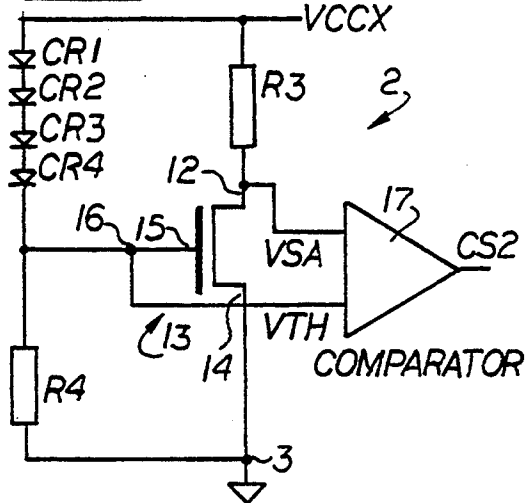 VCCX
CR1
CR2
CR3
CR4
R3
2
12
16
15
17
VSA
CS2
VTH
13
14
COMPARATOR
R4
3